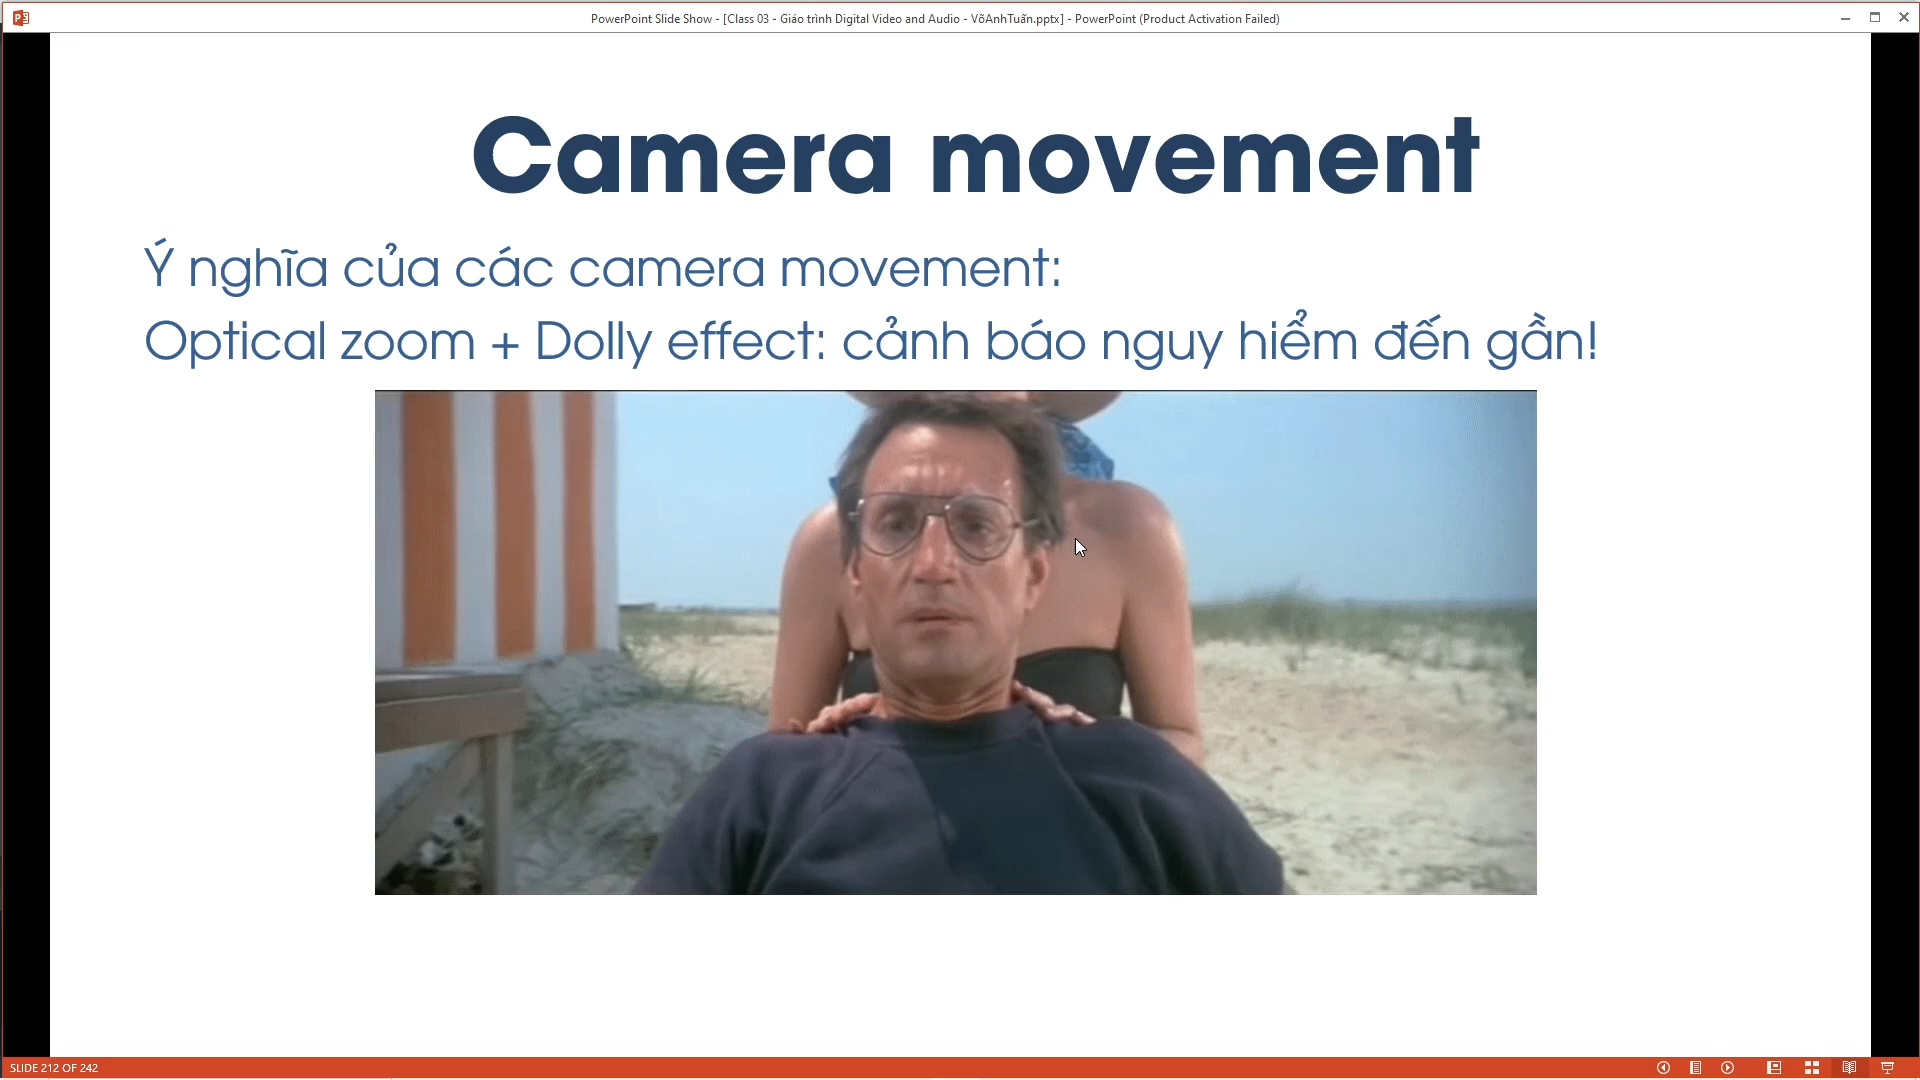 PowerPoint Slide Show - [Class 03 - Giáo trình Digital Video and Audio - VõAnhTuấn.pptx] - PowerPoint (Product Activation Failed)
Camera movement
Ý nghĩa của các camera movement:
Optical zoom + Dolly effect: cảnh báo nguy hiểm đến gần!
SLIDE 212 OF 242